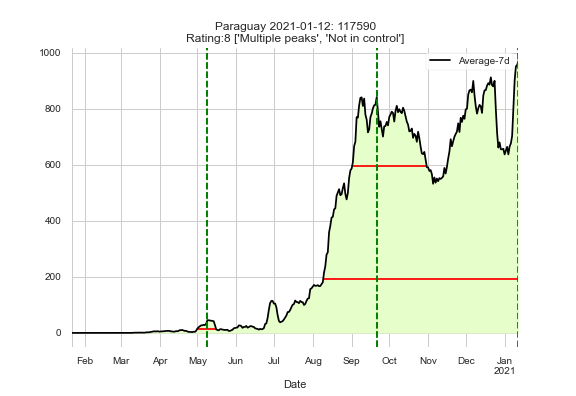 Paraguay 2021-01-12: 117590
Rating:8 ['Multiple peaks', 'Not in control']
Average-7d
1000
800
600
400
200
0
Feb Mar Apr May Jun Jul Aug Sep Oct Nov Dec Jan
2021
Date